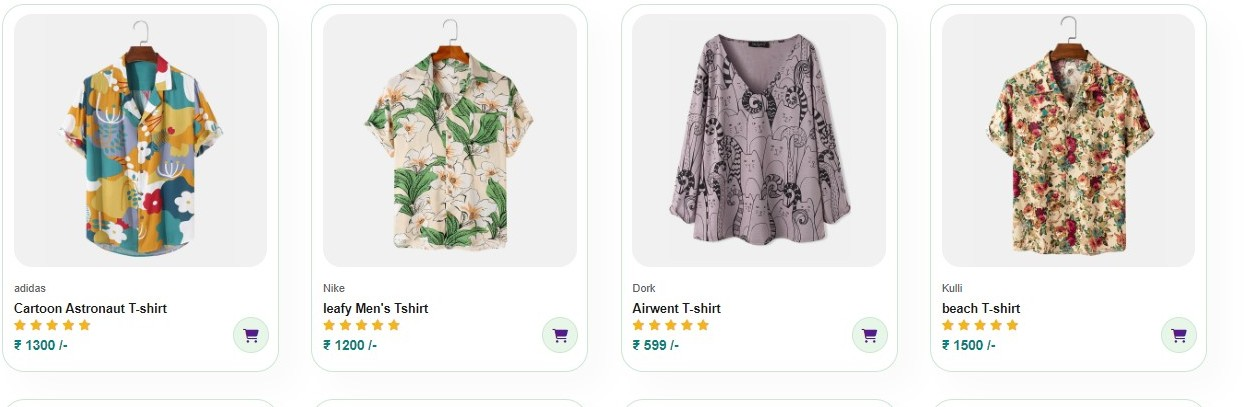 adidas
Cartoon Astronaut T-shirt
₹ 1300 /-
Nike
leafy Men's Tshirt
₹ 1200 /-
Dork
Airwent T-shirt
₹ 599 /-
Kulli
beach T-shirt
₹ 1500 /-